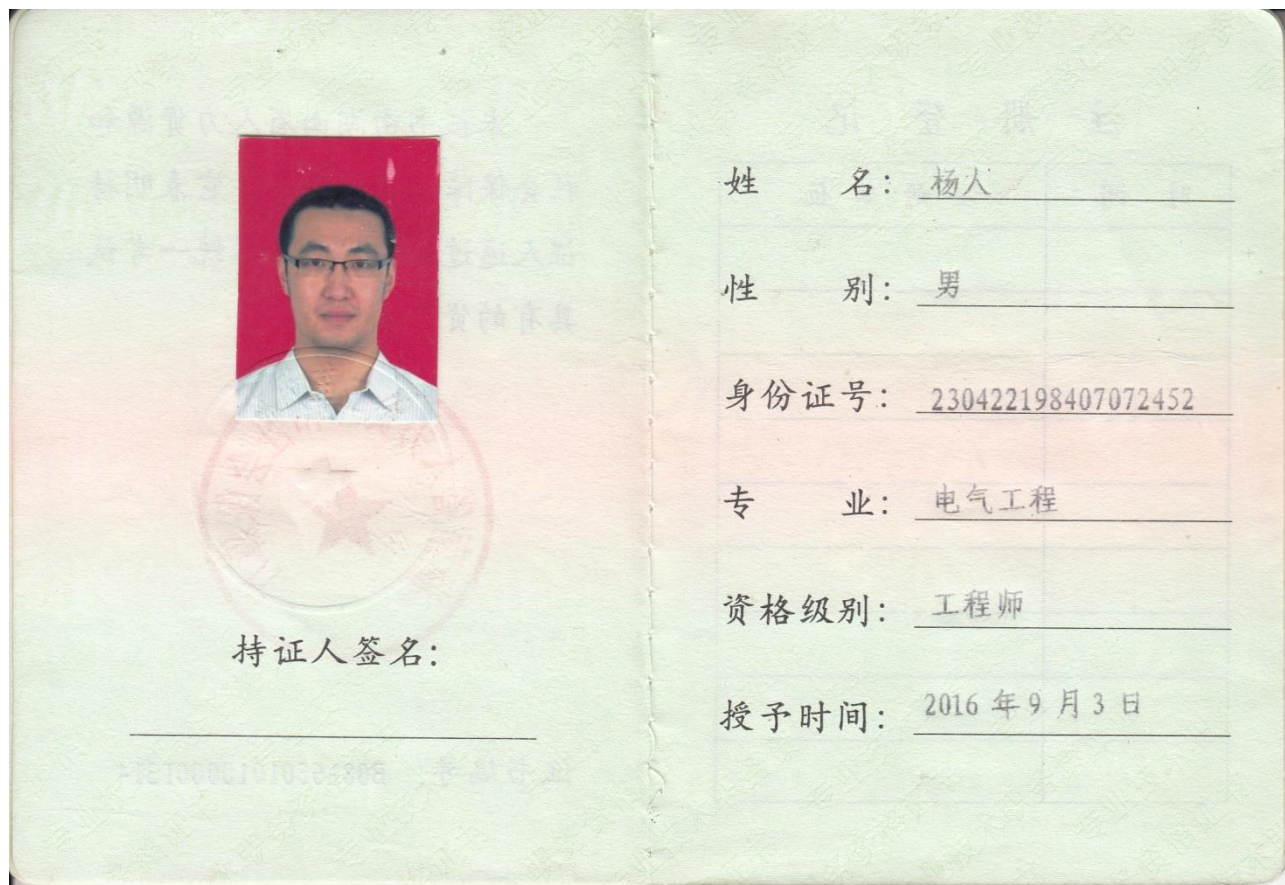 持证人签名：
姓 名： 杨人
性 别： 男
身份证号： 230422198407072452
专 业： 电气工程
资格级别： 工程师
授予时间： 2016 年 9 月 3 日